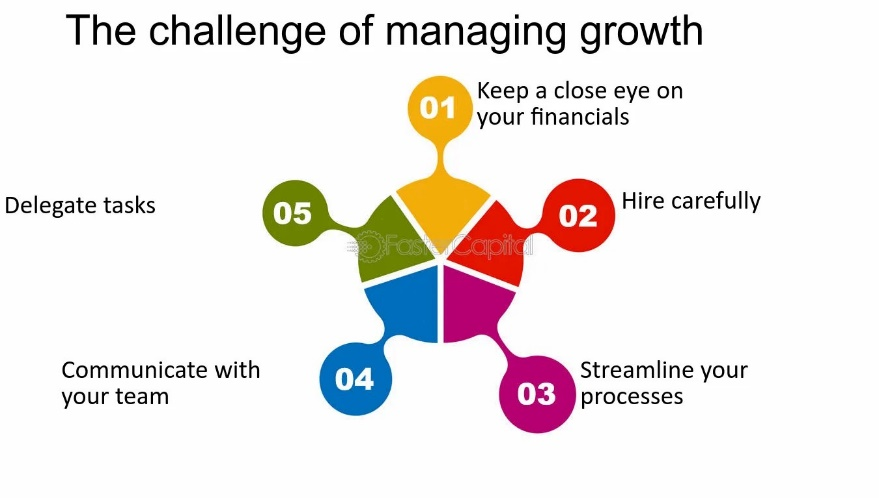 The challenge of managing growth
01
Keep a close eye on
your financials
02
Hire carefully
03
Streamline your
processes
04
Communicate with
your team
05
Delegate tasks
FasterCapital